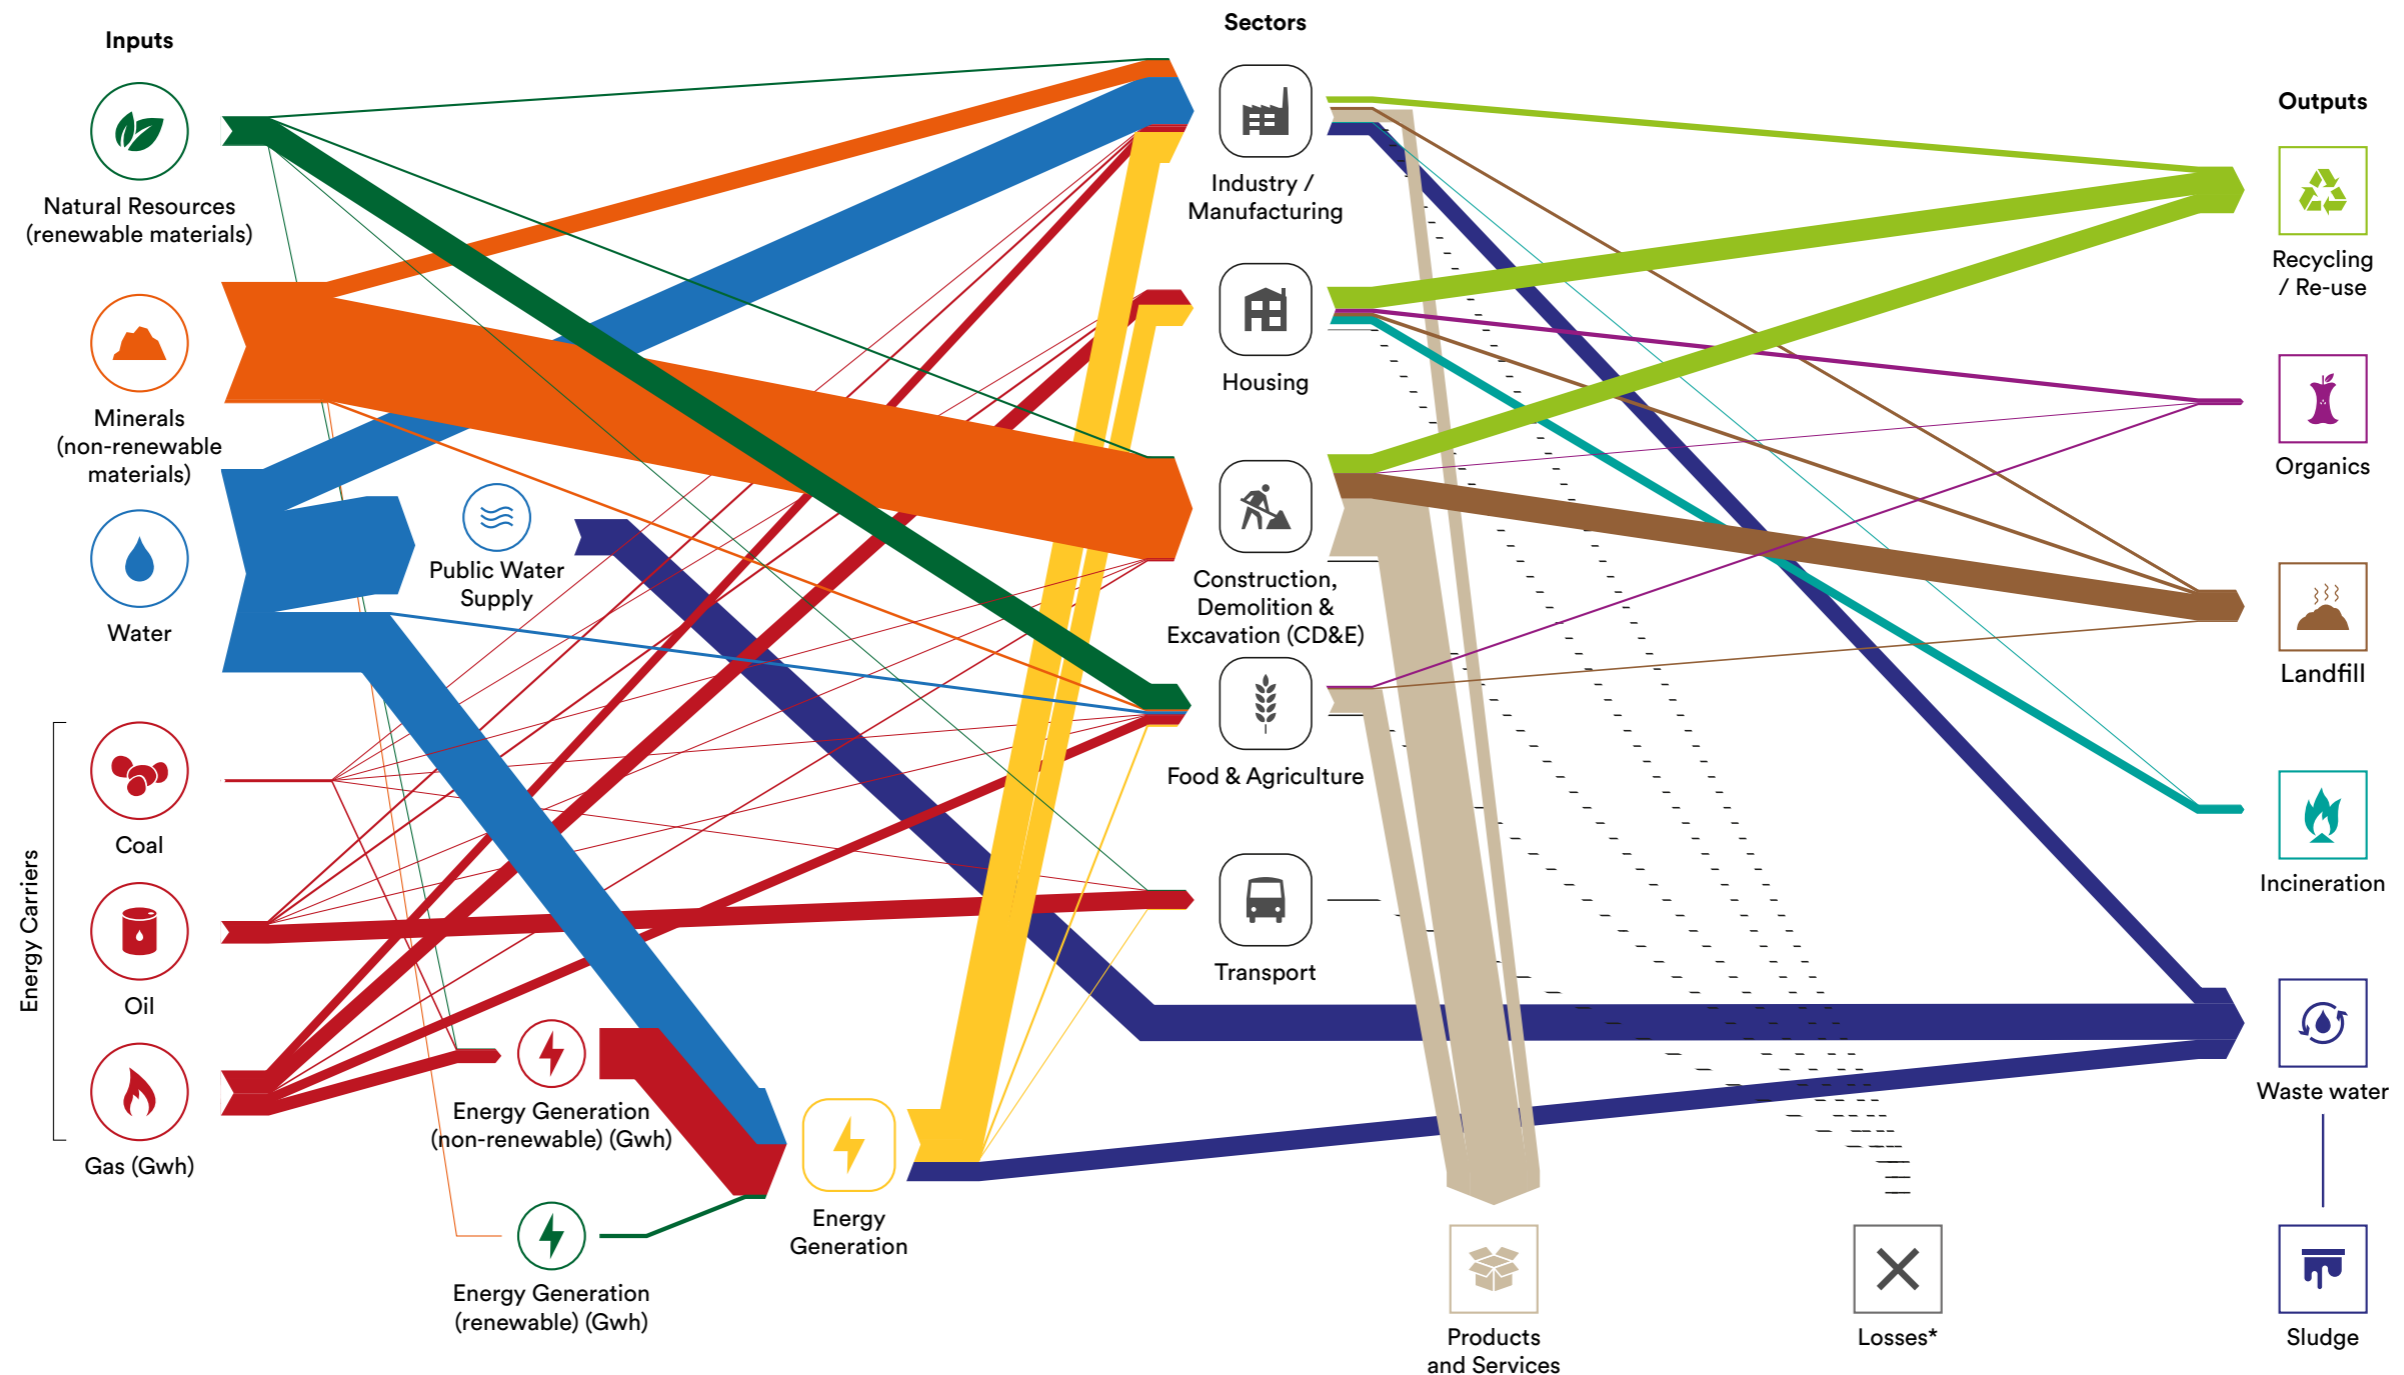 Inputs
Natural Resources
(renewable materials)
Minerals
(non-renewable
materials)
Water
Energy Carriers
Coal
Oil
Gas (Gwh)
Public Water
Supply
Energy Generation
(non-renewable) (Gwh)
Energy Generation
(renewable) (Gwh)
Energy
Generation
Sectors
Industry /
Manufacturing
Housing
Construction,
Demolition &
Excavation (CD&E)
Food & Agriculture
Transport
Products
and Services
Losses*
Outputs
Recycling
/ Re-use
Organics
Landfill
Incineration
Waste water
Sludge